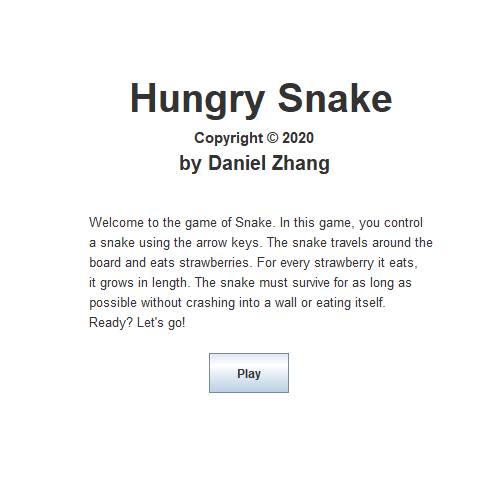 Hungry Snake
Copyright © 2020
by Daniel Zhang
Welcome to the game of Snake. In this game, you control
a snake using the arrow keys. The snake travels around the
board and eats strawberries. For every strawberry it eats,
it grows in length. The snake must survive for as long as
possible without crashing into a wall or eating itself.
Ready? Let's go!
Play